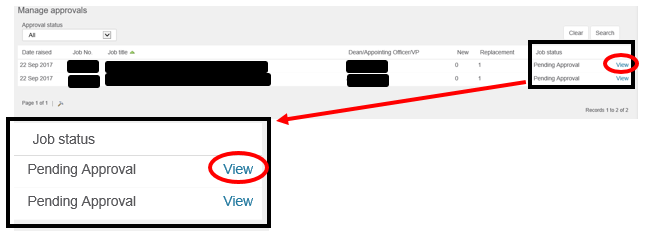 Manage approvals
Approval status
All
Clear Search
Date raised Job No. Job title Dean/Appointing Officer/VP New Replacement Job status
22 Sep 2017 0 1 Pending Approval View
22 Sep 2017 0 1 Pending Approval View
Page 1 of 1
Records 1 to 2 of 2
Job status
Pending Approval View
Pending Approval View